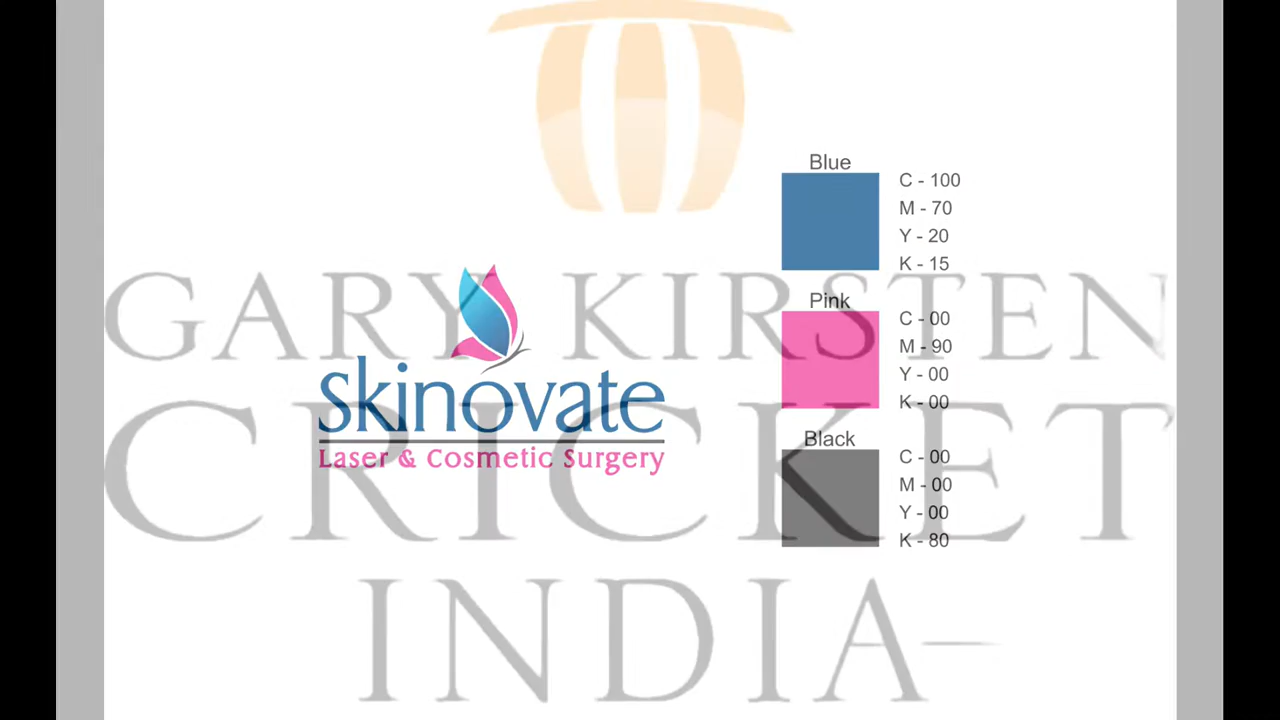 Blue
C - 100
M - 70
Y - 20
K - 15
GARY KIRSTEN
Pink
C - 00
M - 90
Y - 00
K - 00
skinovate
Laser & Cosmetic Surgery
CRICKET
Black
C - 00
M - 00
Y - 00
K - 80
INDIA